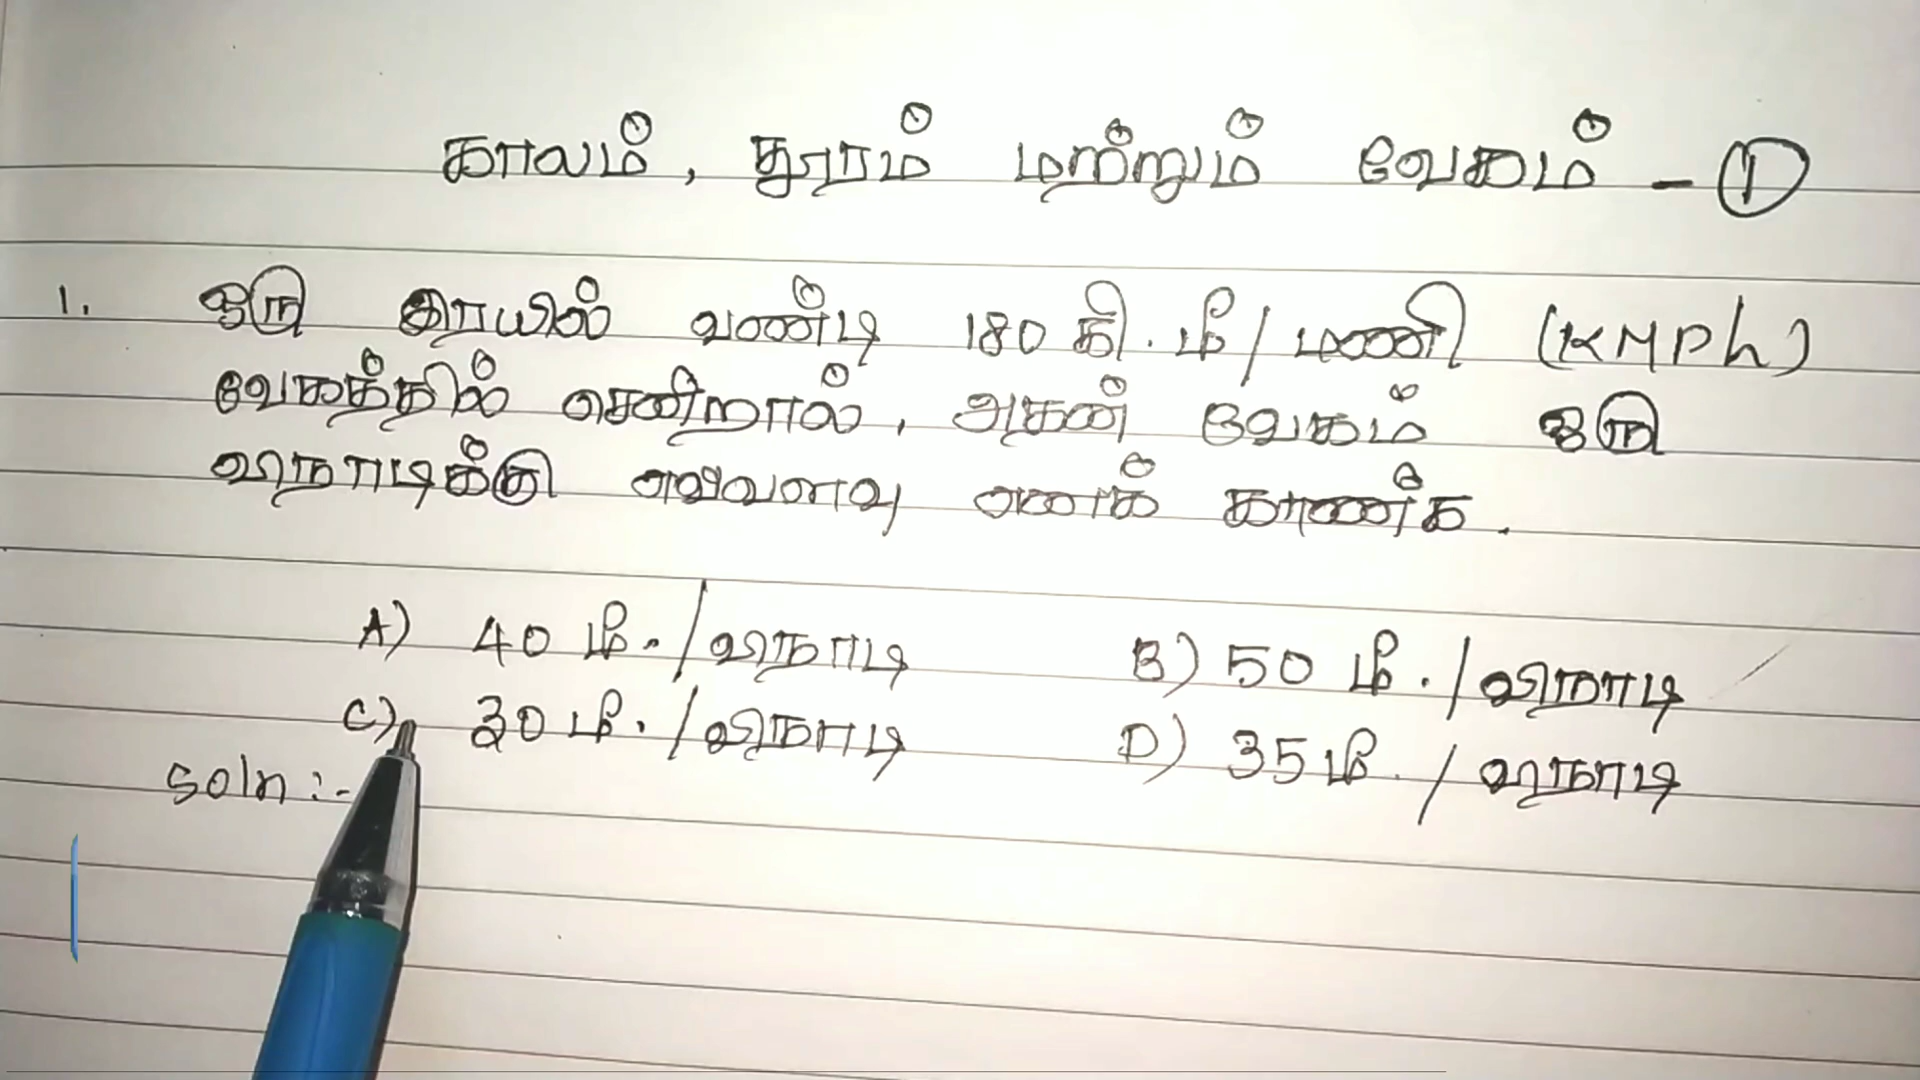 காலம், தூரம் மற்றும் வேகம் - ①
1. ஒரு இரயில் வண்டி 180 கி.மீ/மணி (KMPh)
வேகத்தில் சென்றால், அதன் வேகம் ஒரு
வினாடிக்கு எவ்வளவு எனக் காண்க.
A) 40 மீ./வினாடி B) 50 மீ./வினாடி
C) 30 மீ./வினாடி D) 35 மீ./வினாடி
Soln :-